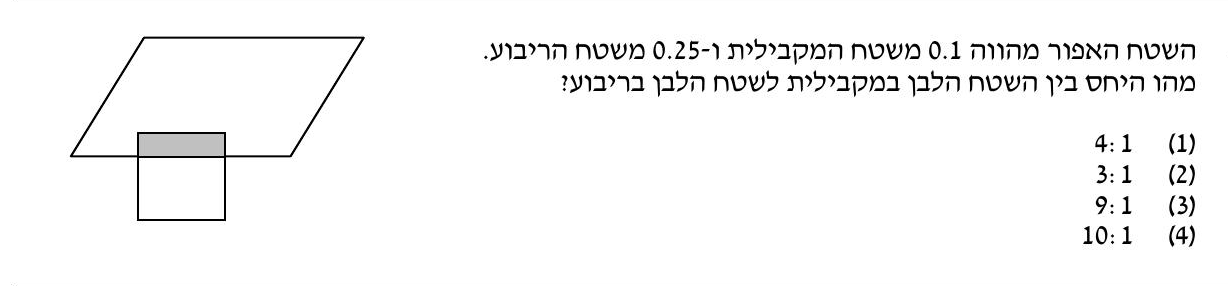 השטח האפור מהווה 0.1 משטח המקבילית ו-0.25 משטח הריבוע.
מהו היחס בין השטח הלבן במקבילית לשטח הלבן בריבוע?
(1) 4:1
(2) 3:1
(3) 9:1
(4) 10:1